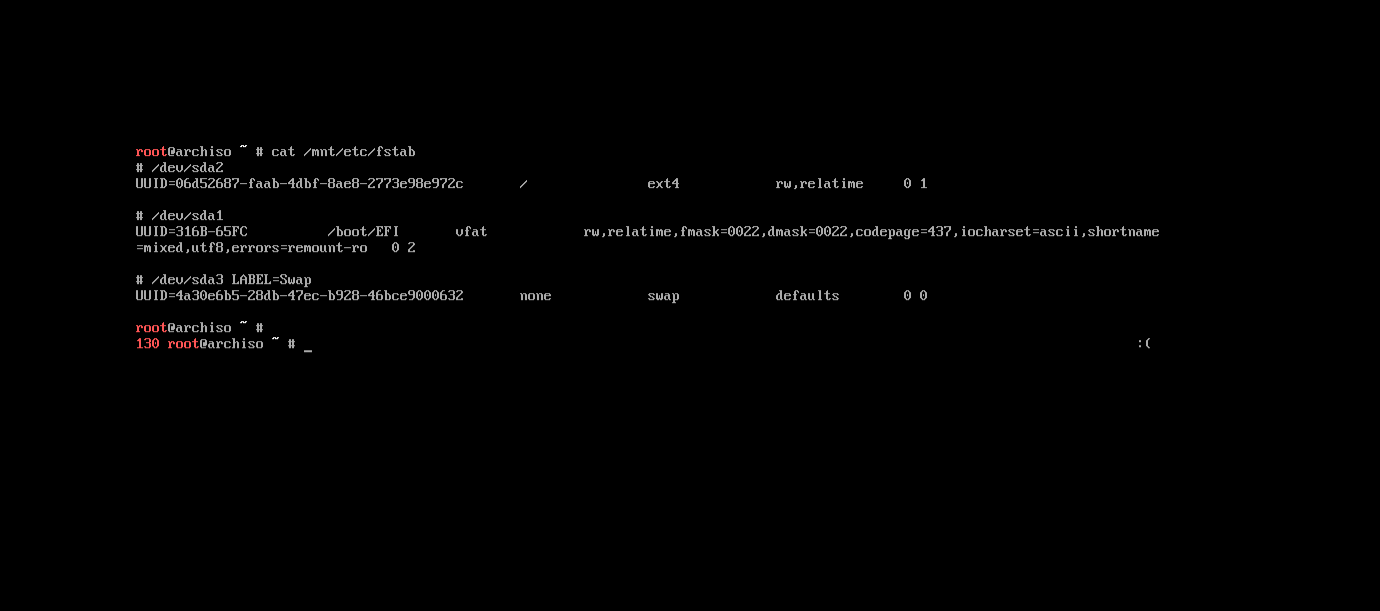 root@archiso ~ # cat /mnt/etc/fstab
# /dev/sda2
UUID=06d52687-faab-4dbf-8ae8-2773e98e972c       /               ext4            rw,relatime     0 1
# /dev/sda1
UUID=316B-65FC          /boot/EFI       vfat            rw,relatime,fmask=0022,dmask=0022,codepage=437,iocharset=ascii,shortname
=mixed,utf8,errors=remount-ro   0 2
# /dev/sda3 LABEL=Swap
UUID=4a30e6b5-28db-47ec-b928-46bce9000632       none            swap            defaults        0 0
root@archiso ~ #
130 root@archiso ~ # _ :(